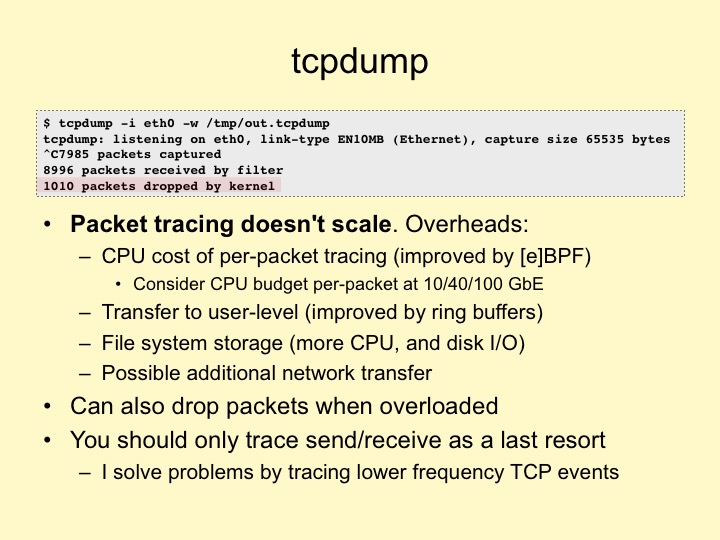 tcpdump
$ tcpdump -i eth0 -w /tmp/out.tcpdump
tcpdump: listening on eth0, link-type EN10MB (Ethernet), capture size 65535 bytes
^C7985 packets captured
8996 packets received by filter
1010 packets dropped by kernel
• Packet tracing doesn't scale. Overheads:
– CPU cost of per-packet tracing (improved by [e]BPF)
• Consider CPU budget per-packet at 10/40/100 GbE
– Transfer to user-level (improved by ring buffers)
– File system storage (more CPU, and disk I/O)
– Possible additional network transfer
• Can also drop packets when overloaded
• You should only trace send/receive as a last resort
– I solve problems by tracing lower frequency TCP events